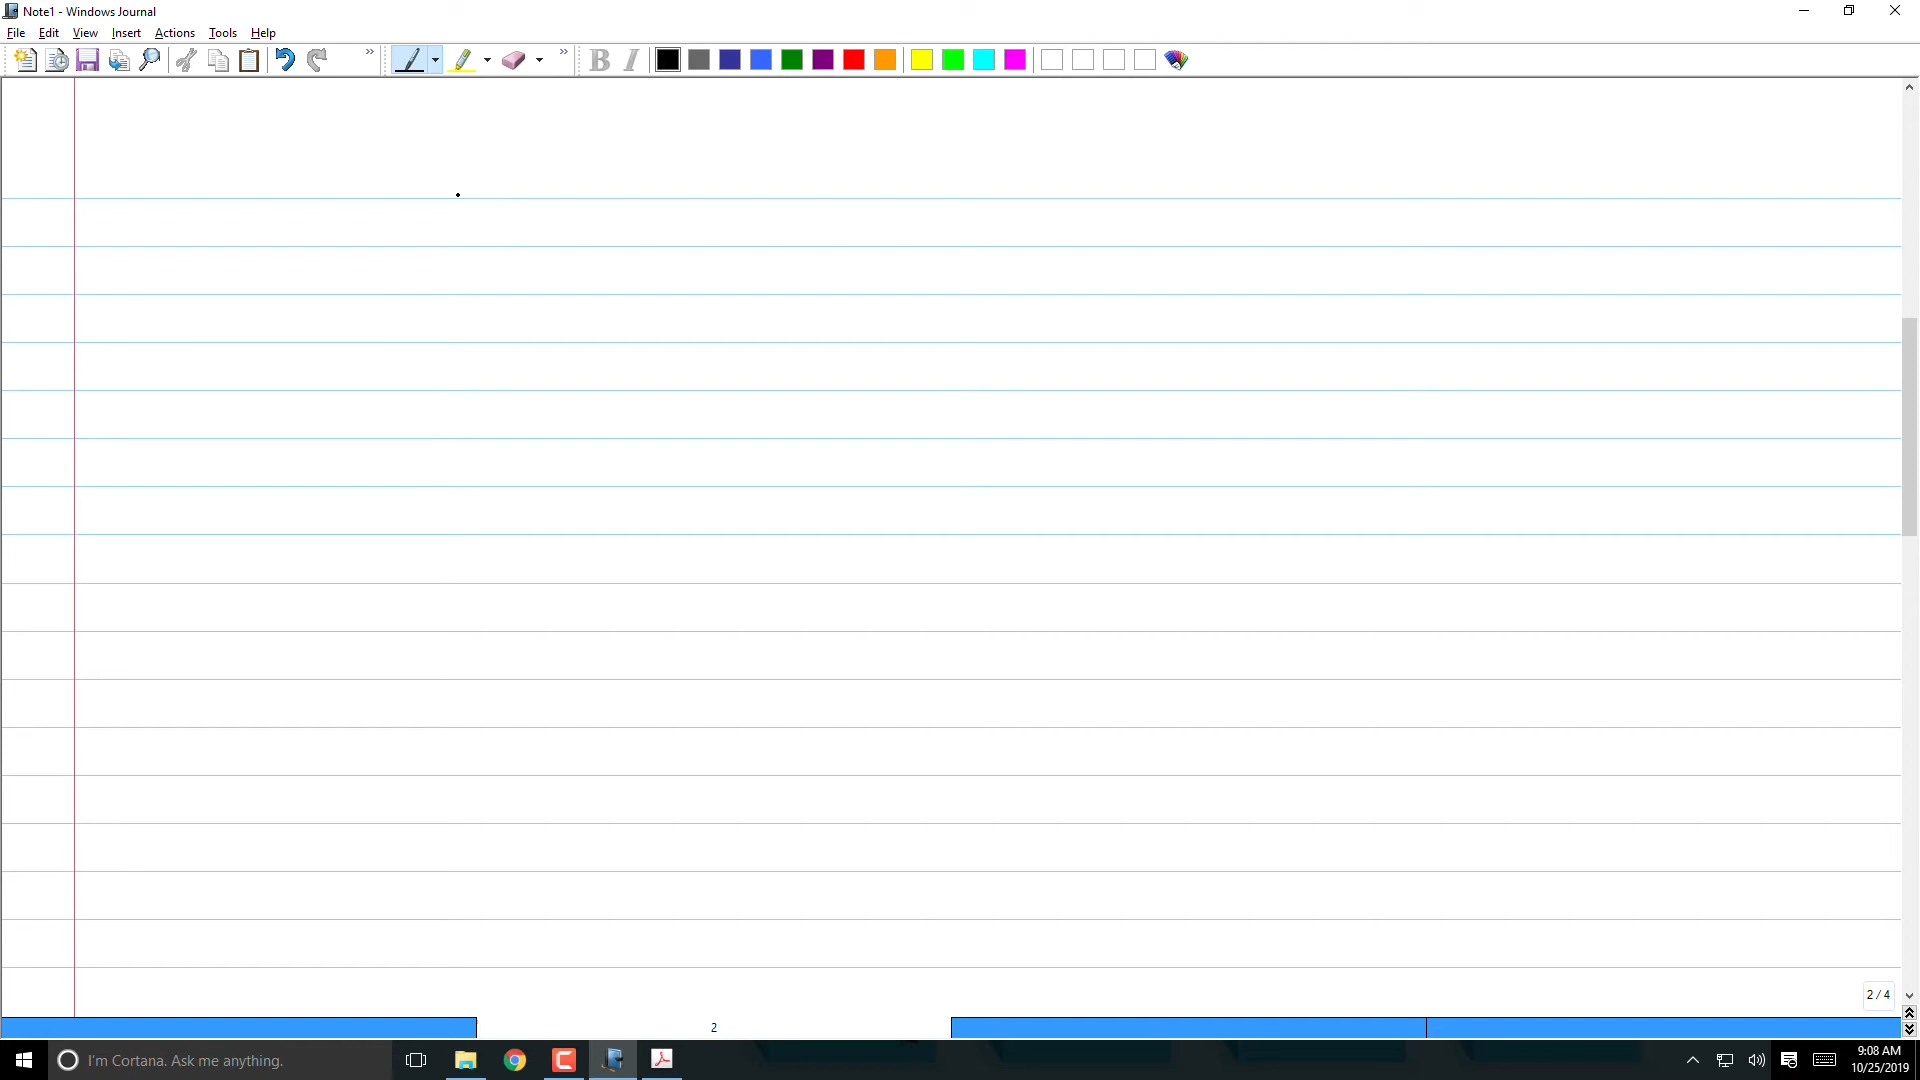 Note1 - Windows Journal
File Edit View Insert Actions Tools Help
B I
2 / 4
2
I'm Cortana. Ask me anything.
9:08 AM
10/25/2019